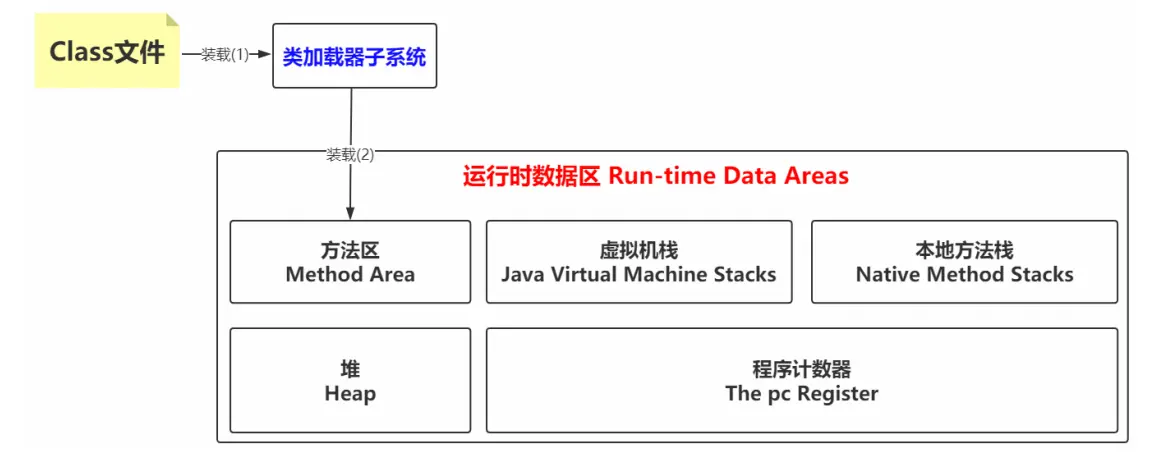 Class文件
装载(1)
类加载器子系统
装载(2)
运行时数据区 Run-time Data Areas
方法区
Method Area
虚拟机栈
Java Virtual Machine Stacks
本地方法栈
Native Method Stacks
堆
Heap
程序计数器
The pc Register